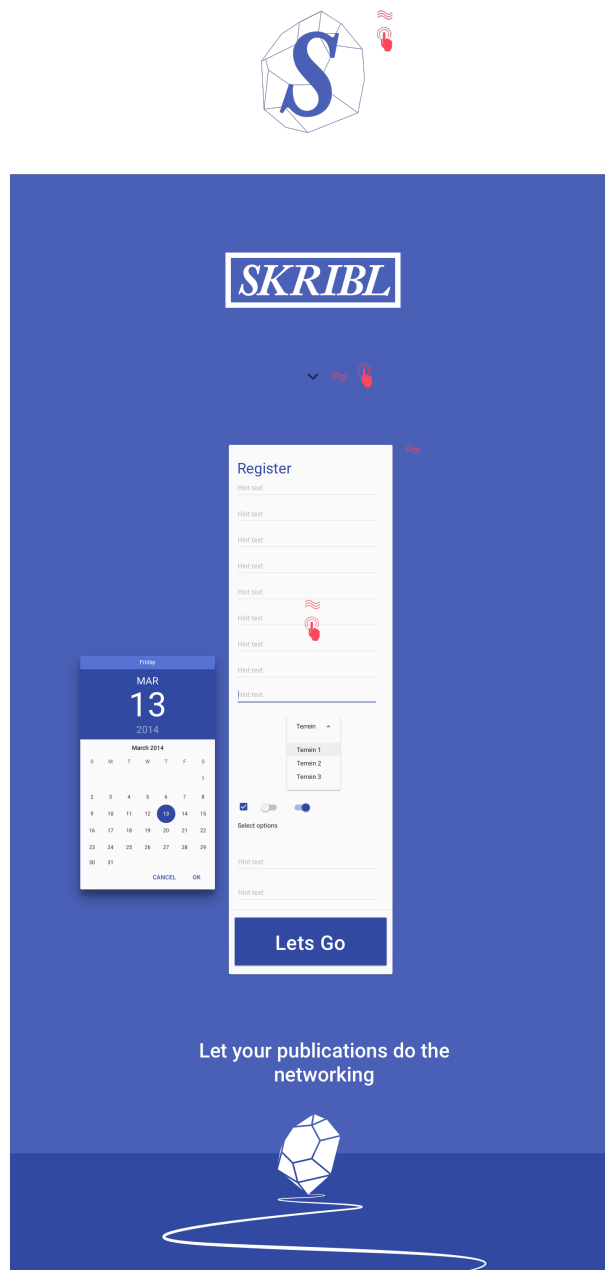 S
SKRIBL
Register
Hint text
Hint text
Hint text
Hint text
Hint text
Hint text
Hint text
Hint text
Hint text
Friday
MAR
13
2014
March 2014
S M T W T F S
1
2 3 4 5 6 7 8
9 10 11 12 13 14 15
16 17 18 19 20 21 22
23 24 25 26 27 28 29
30 31
CANCEL OK
Terrein
Terrein 1
Terrein 2
Terrein 3
Select options
Hint text
Hint text
Lets Go
Let your publications do the
networking